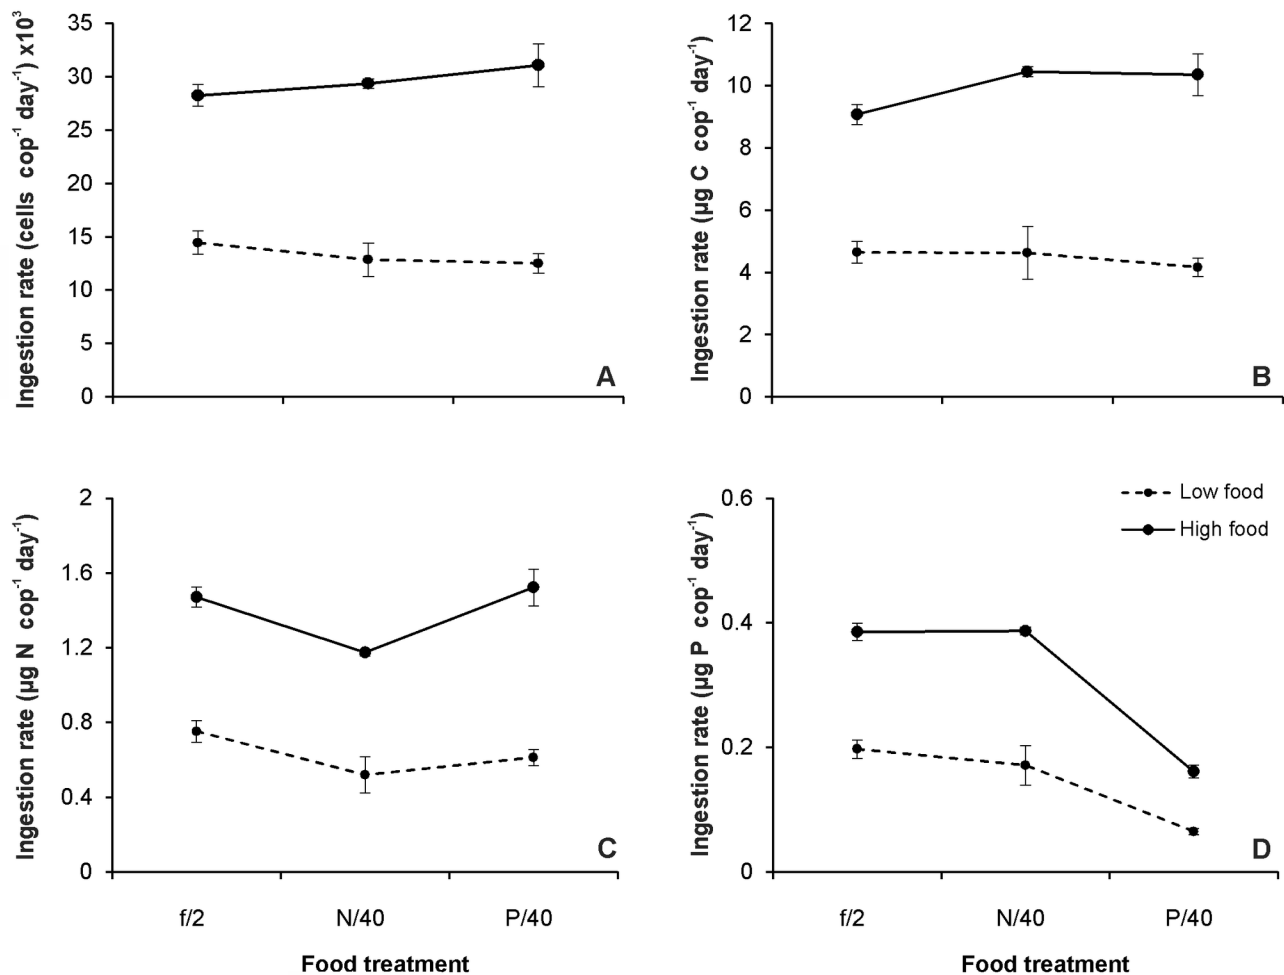 Ingestion rate (cells cop⁻¹ day⁻¹) x10³
35
30
25
20
15
10
5
0
A
Ingestion rate (µg C cop⁻¹ day⁻¹)
12
10
8
6
4
2
0
B
Ingestion rate (µg N cop⁻¹ day⁻¹)
2
1.6
1.2
0.8
0.4
0
C
f/2 N/40 P/40
Food treatment
Ingestion rate (µg P cop⁻¹ day⁻¹)
0.6
0.4
0.2
0
Low food
High food
D
f/2 N/40 P/40
Food treatment